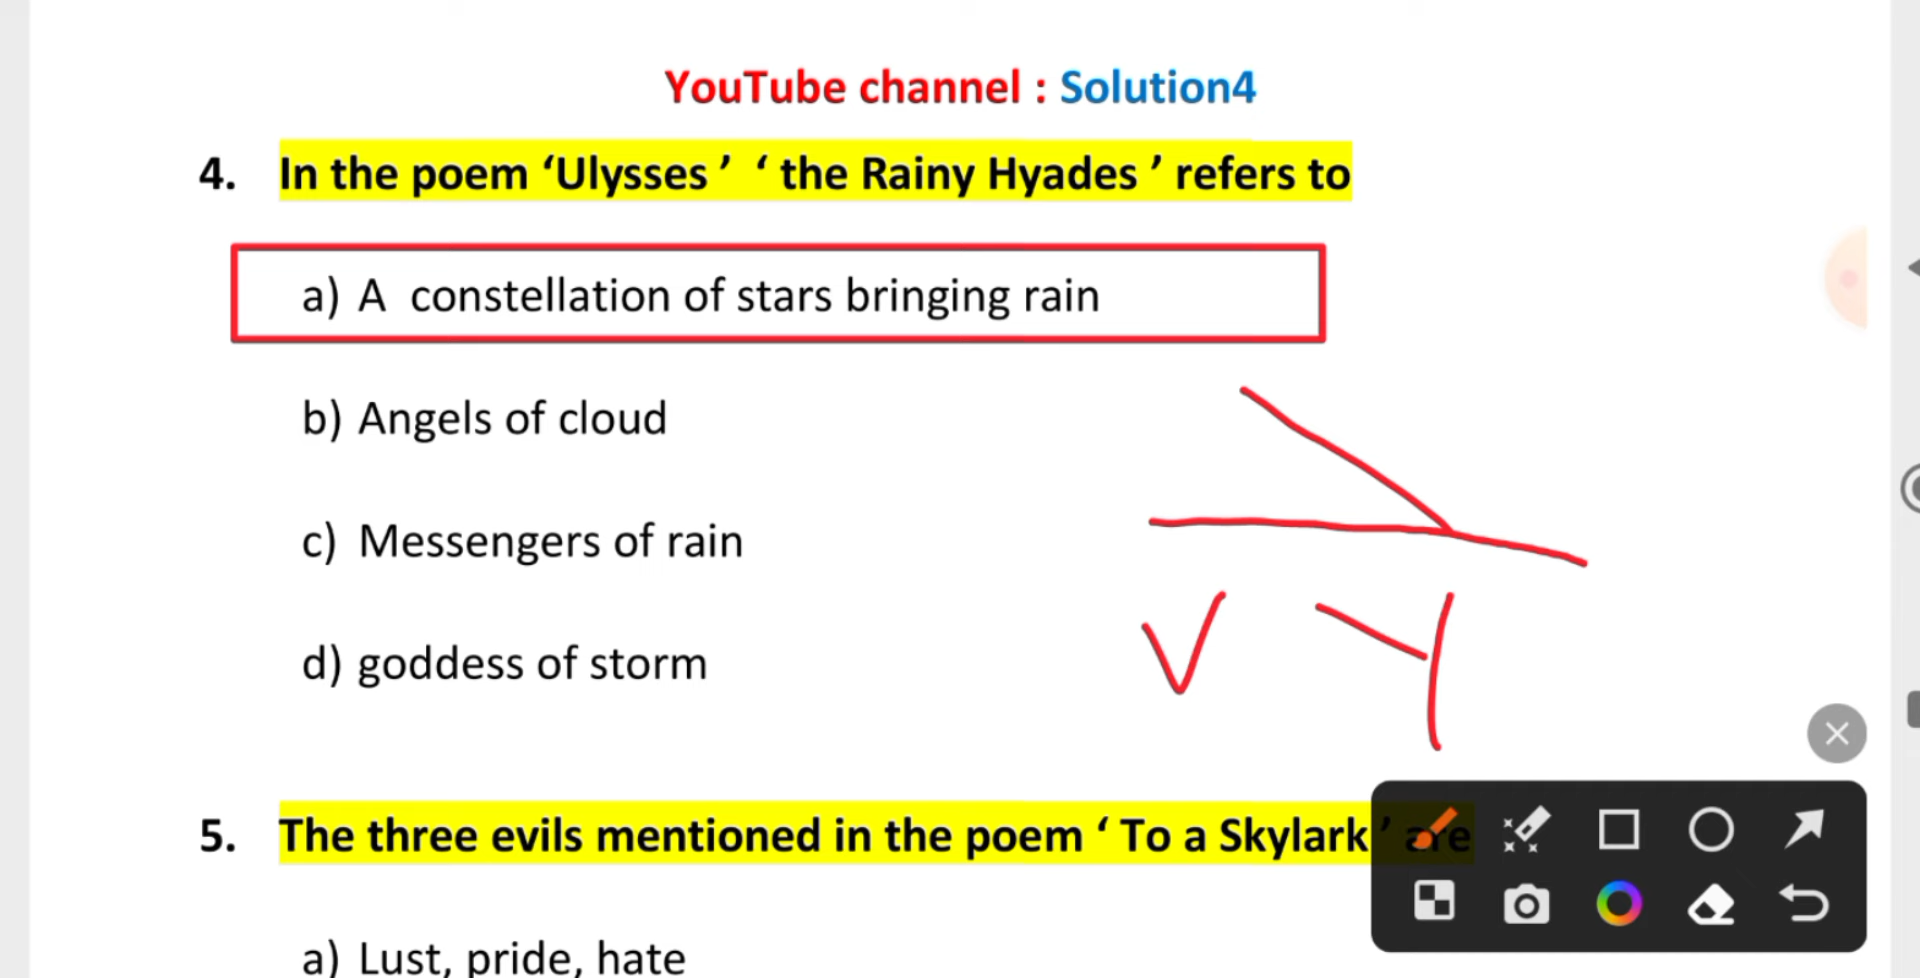 YouTube channel : Solution4
4. In the poem ‘Ulysses ’ ‘ the Rainy Hyades ’ refers to
a) A constellation of stars bringing rain
b) Angels of cloud
c) Messengers of rain
d) goddess of storm
5. The three evils mentioned in the poem ‘ To a Skylark ’ are
a) Lust, pride, hate